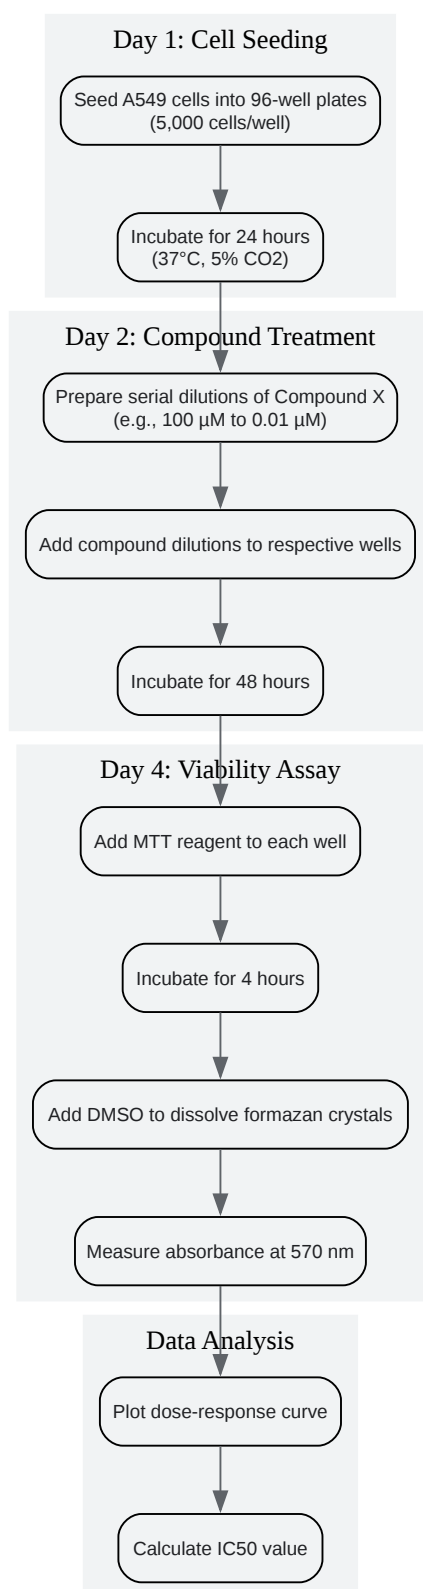 Day 1: Cell Seeding
Seed A549 cells into 96-well plates
(5,000 cells/well)
Incubate for 24 hours
(37°C, 5% CO2)
Day 2: Compound Treatment
Prepare serial dilutions of Compound X
(e.g., 100 µM to 0.01 µM)
Add compound dilutions to respective wells
Incubate for 48 hours
Day 4: Viability Assay
Add MTT reagent to each well
Incubate for 4 hours
Add DMSO to dissolve formazan crystals
Measure absorbance at 570 nm
Data Analysis
Plot dose-response curve
Calculate IC50 value